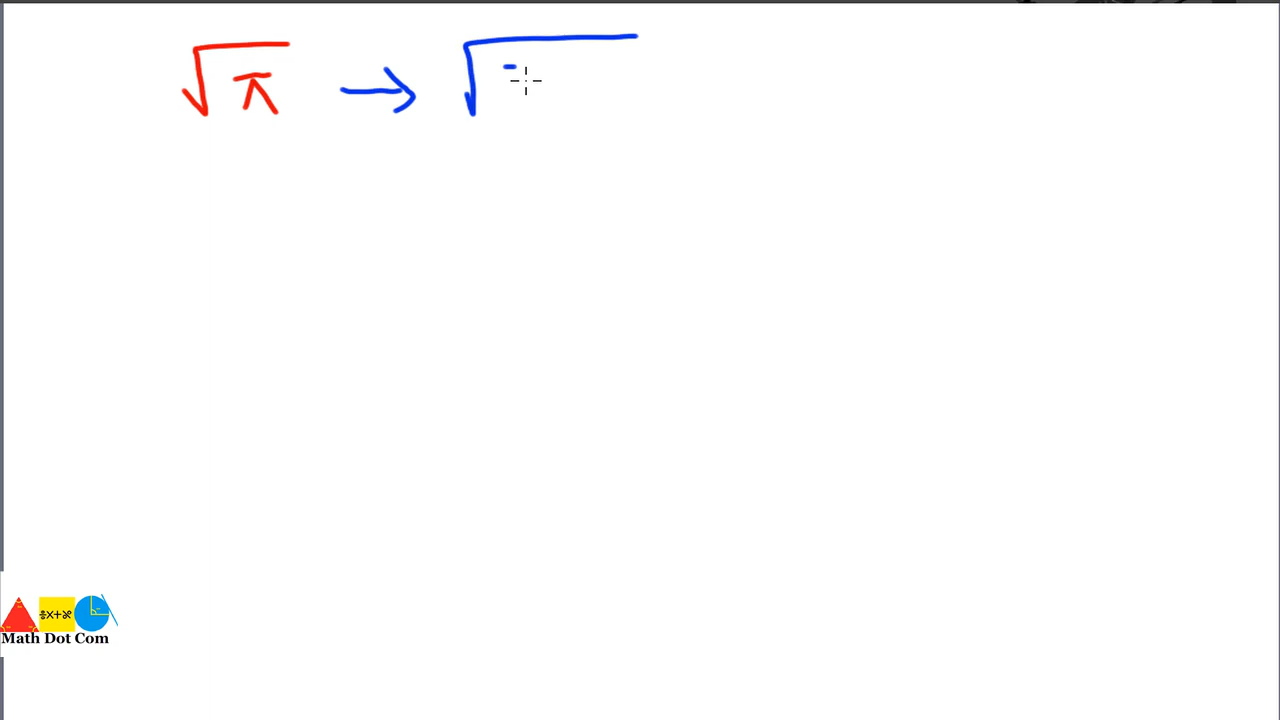 √π → √
÷×+
Math Dot Com